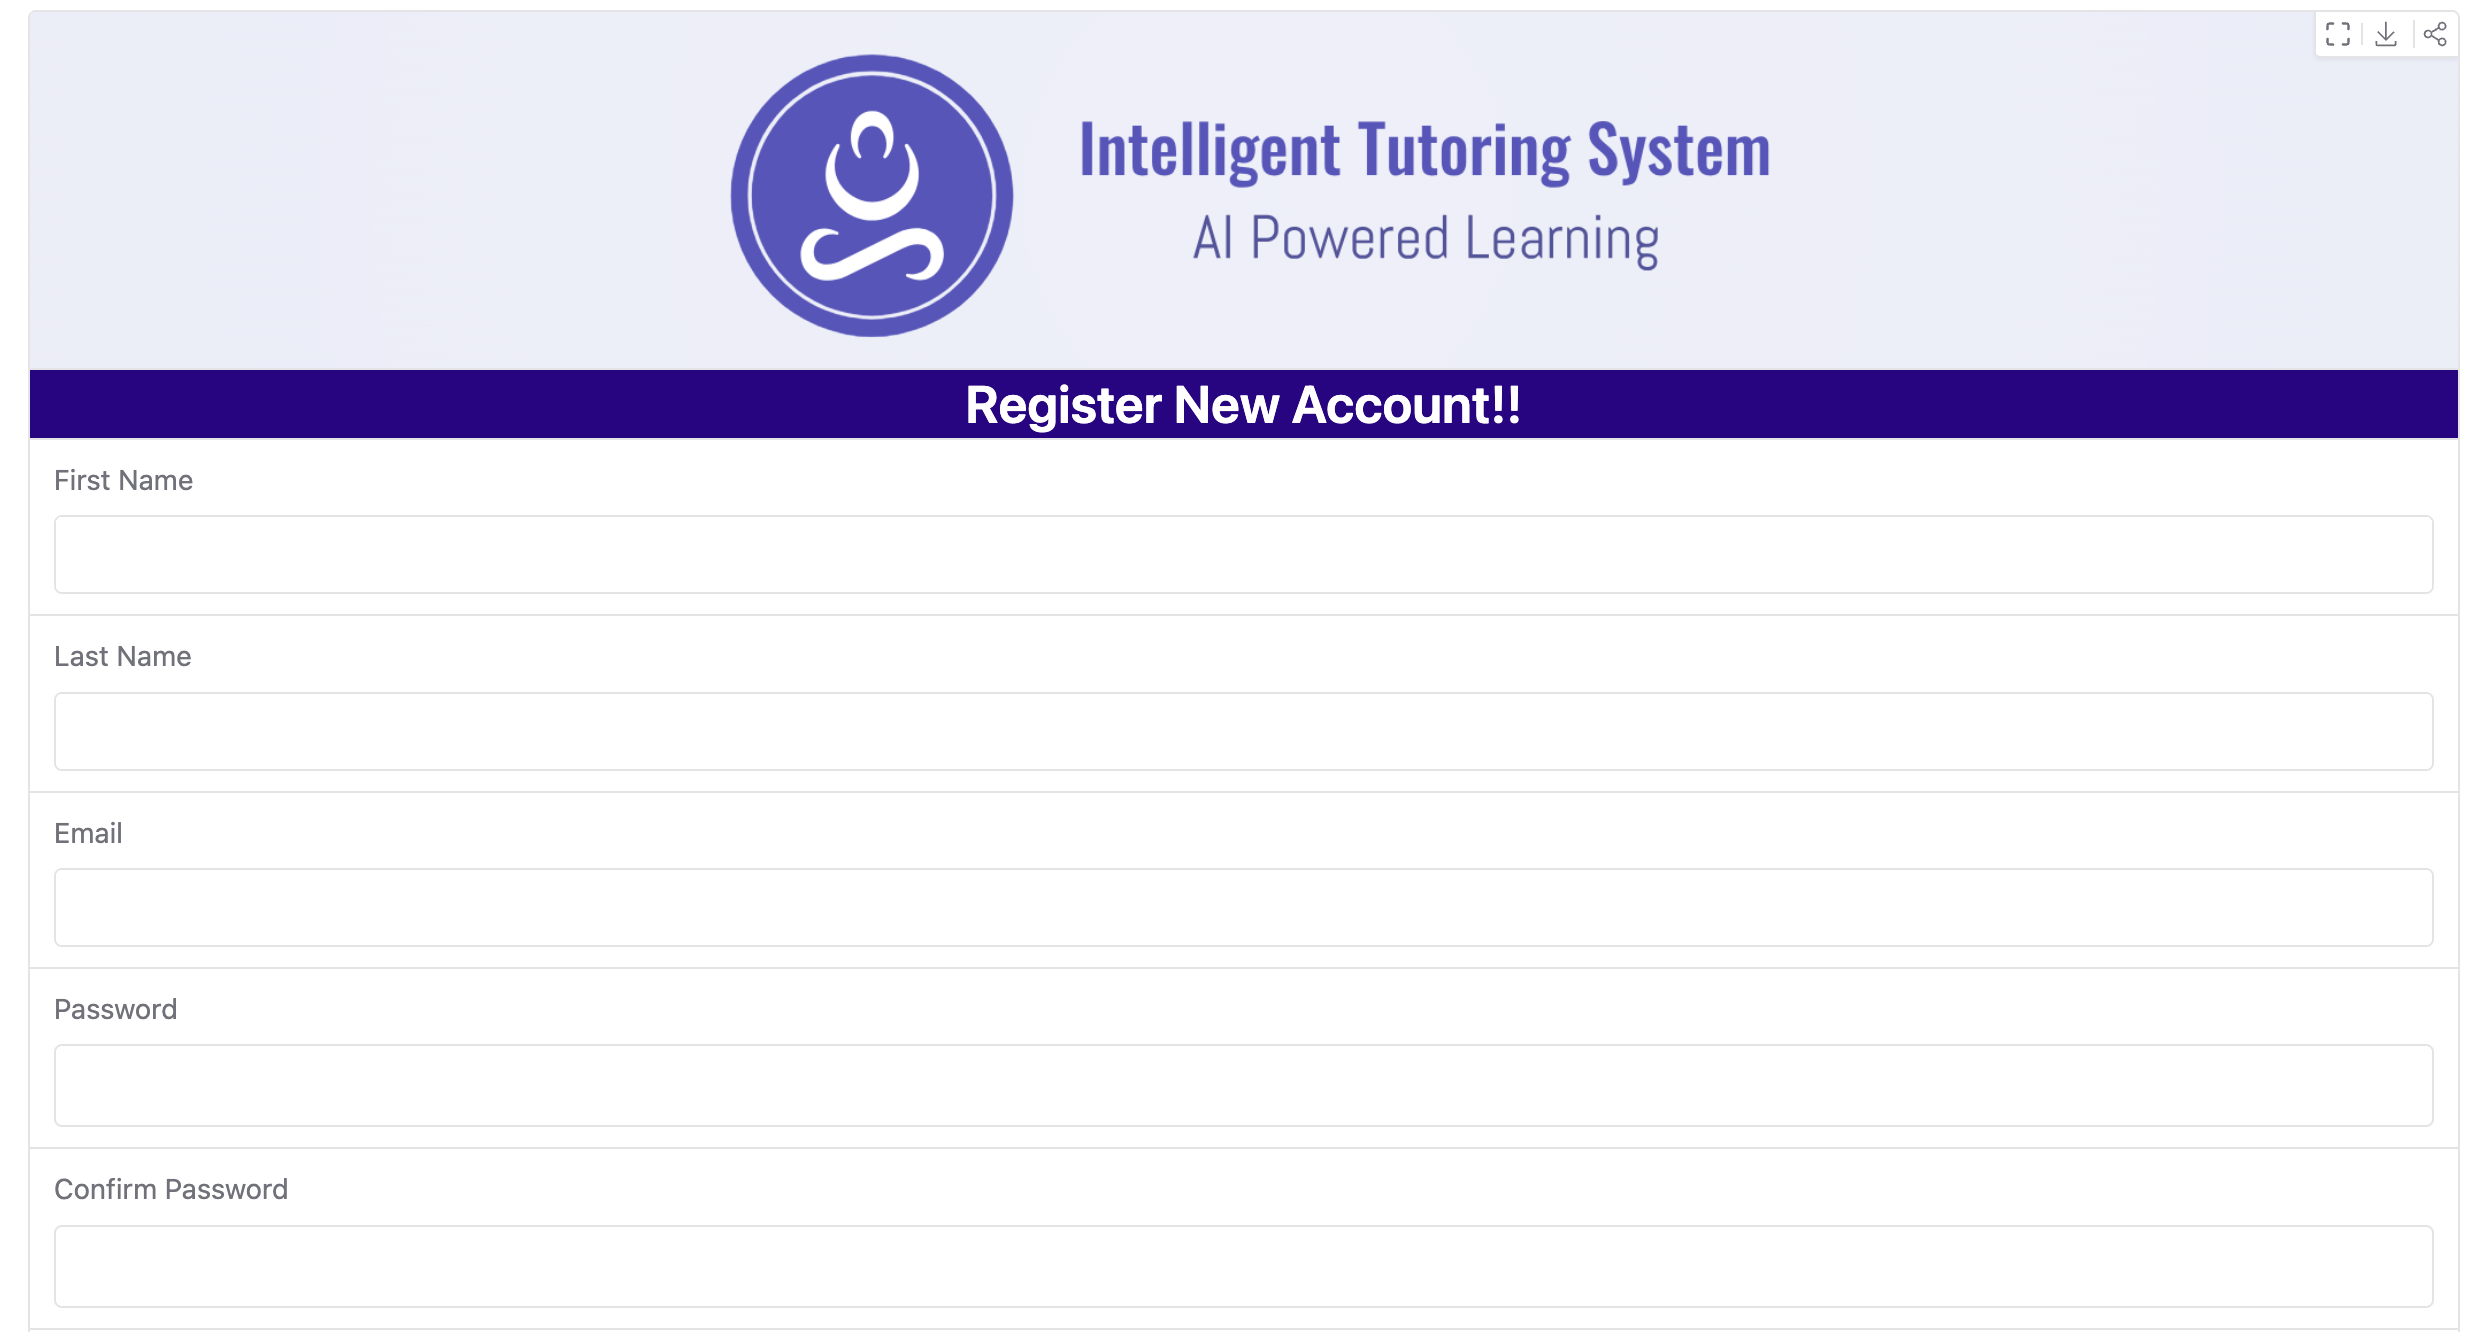 Intelligent Tutoring System
AI Powered Learning
Register New Account!!
First Name
Last Name
Email
Password
Confirm Password